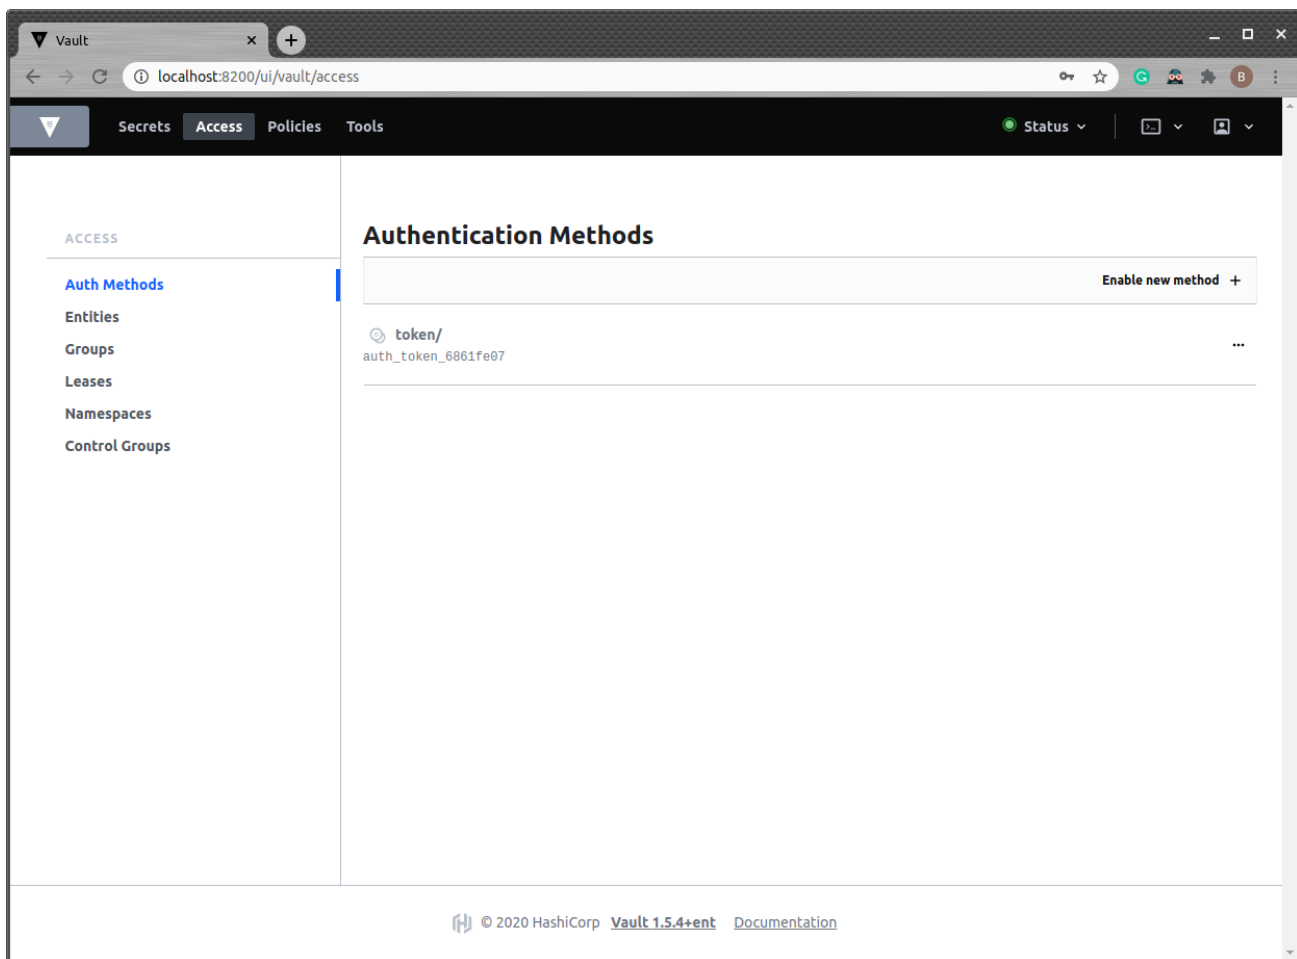 Vault
localhost:8200/ui/vault/access
G
B
Secrets Access Policies Tools
Status
ACCESS
Auth Methods
Entities
Groups
Leases
Namespaces
Control Groups
Authentication Methods
Enable new method +
token/
auth_token_6861fe07
© 2020 HashiCorp Vault 1.5.4+ent Documentation